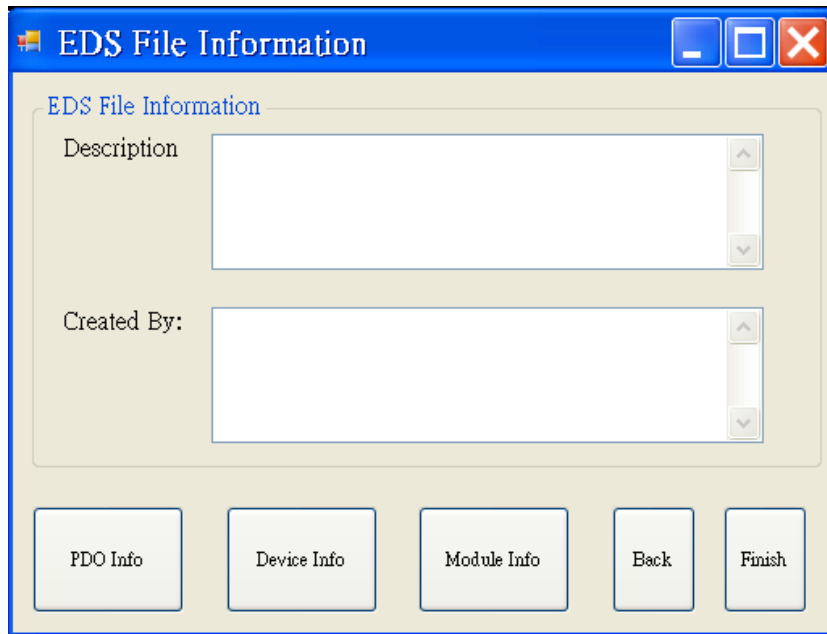 EDS File Information
EDS File Information
Description
Created By:
PDO Info
Device Info
Module Info
Back
Finish